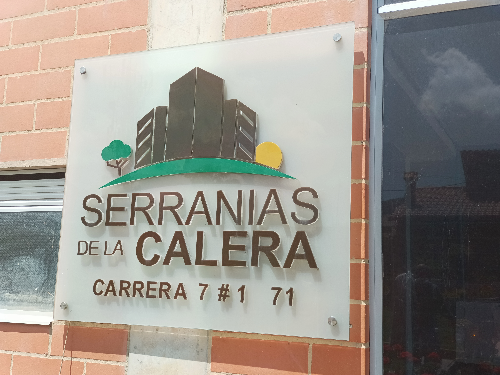 SERRANIAS
DE LA CALERA
CARRERA 7 #1 71